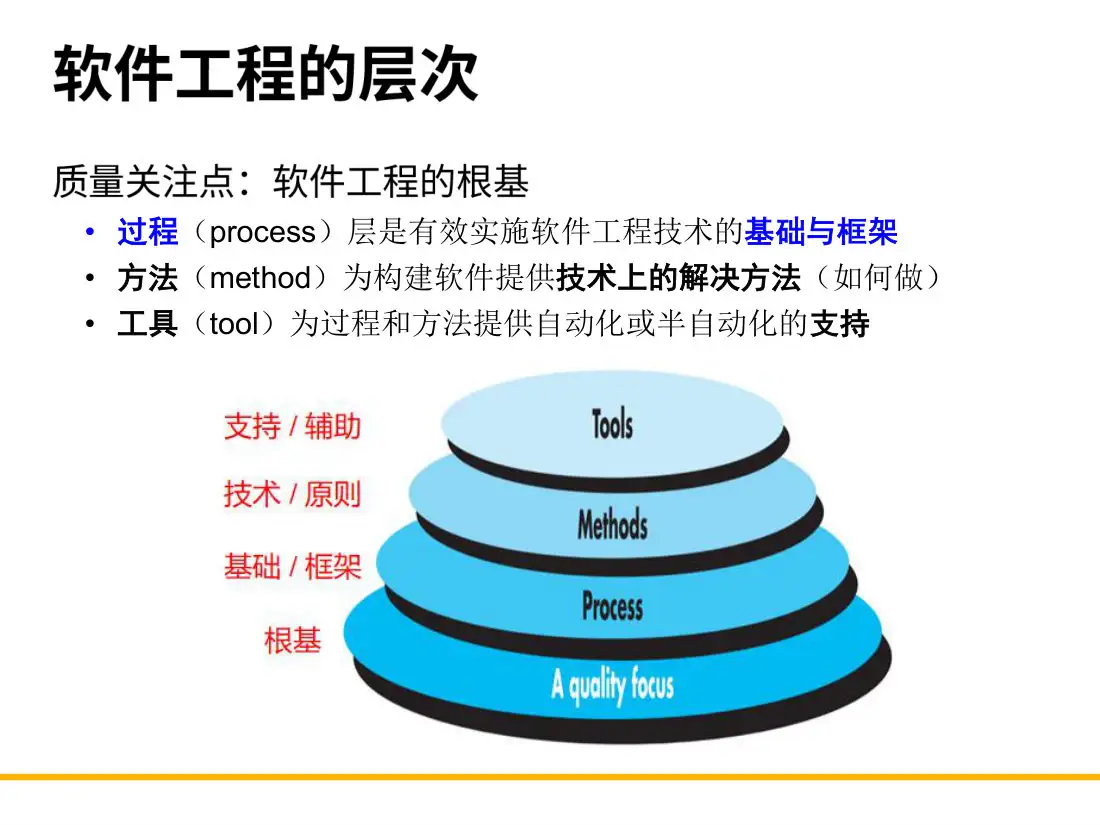 软件工程的层次
质量关注点：软件工程的根基
• 过程（process）层是有效实施软件工程技术的基础与框架
• 方法（method）为构建软件提供技术上的解决方法（如何做）
• 工具（tool）为过程和方法提供自动化或半自动化的支持
支持 / 辅助
Tools
技术 / 原则
Methods
基础 / 框架
Process
根基
A quality focus